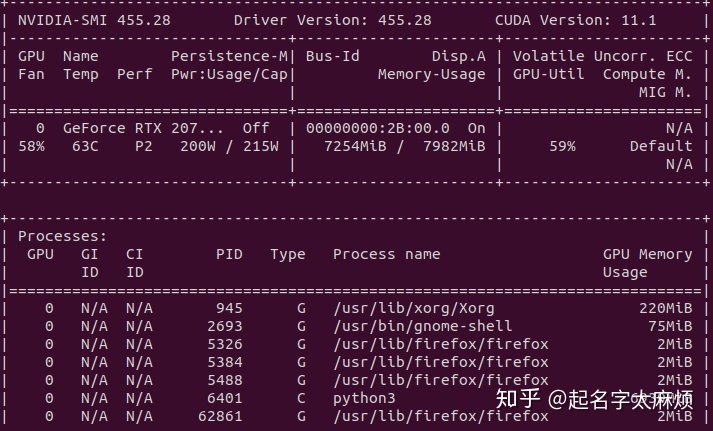 NVIDIA-SMI 455.28 Driver Version: 455.28 CUDA Version: 11.1
GPU Name Persistence-M| Bus-Id Disp.A | Volatile Uncorr. ECC
Fan Temp Perf Pwr:Usage/Cap| Memory-Usage | GPU-Util Compute M.
MIG M.
0 GeForce RTX 207... Off | 00000000:2B:00.0 On | N/A
58% 63C P2 200W / 215W | 7254MiB / 7982MiB | 59% Default
N/A
Processes:
GPU GI CI PID Type Process name GPU Memory
ID ID Usage
0 N/A N/A 945 G /usr/lib/xorg/Xorg 220MiB
0 N/A N/A 2693 G /usr/bin/gnome-shell 75MiB
0 N/A N/A 5326 G /usr/lib/firefox/firefox 2MiB
0 N/A N/A 5384 G /usr/lib/firefox/firefox 2MiB
0 N/A N/A 5488 G /usr/lib/firefox/firefox 2MiB
0 N/A N/A 6401 C python3
0 N/A N/A 62861 G /usr/lib/firefox/firefox 2MiB
知乎 @起名字太麻烦